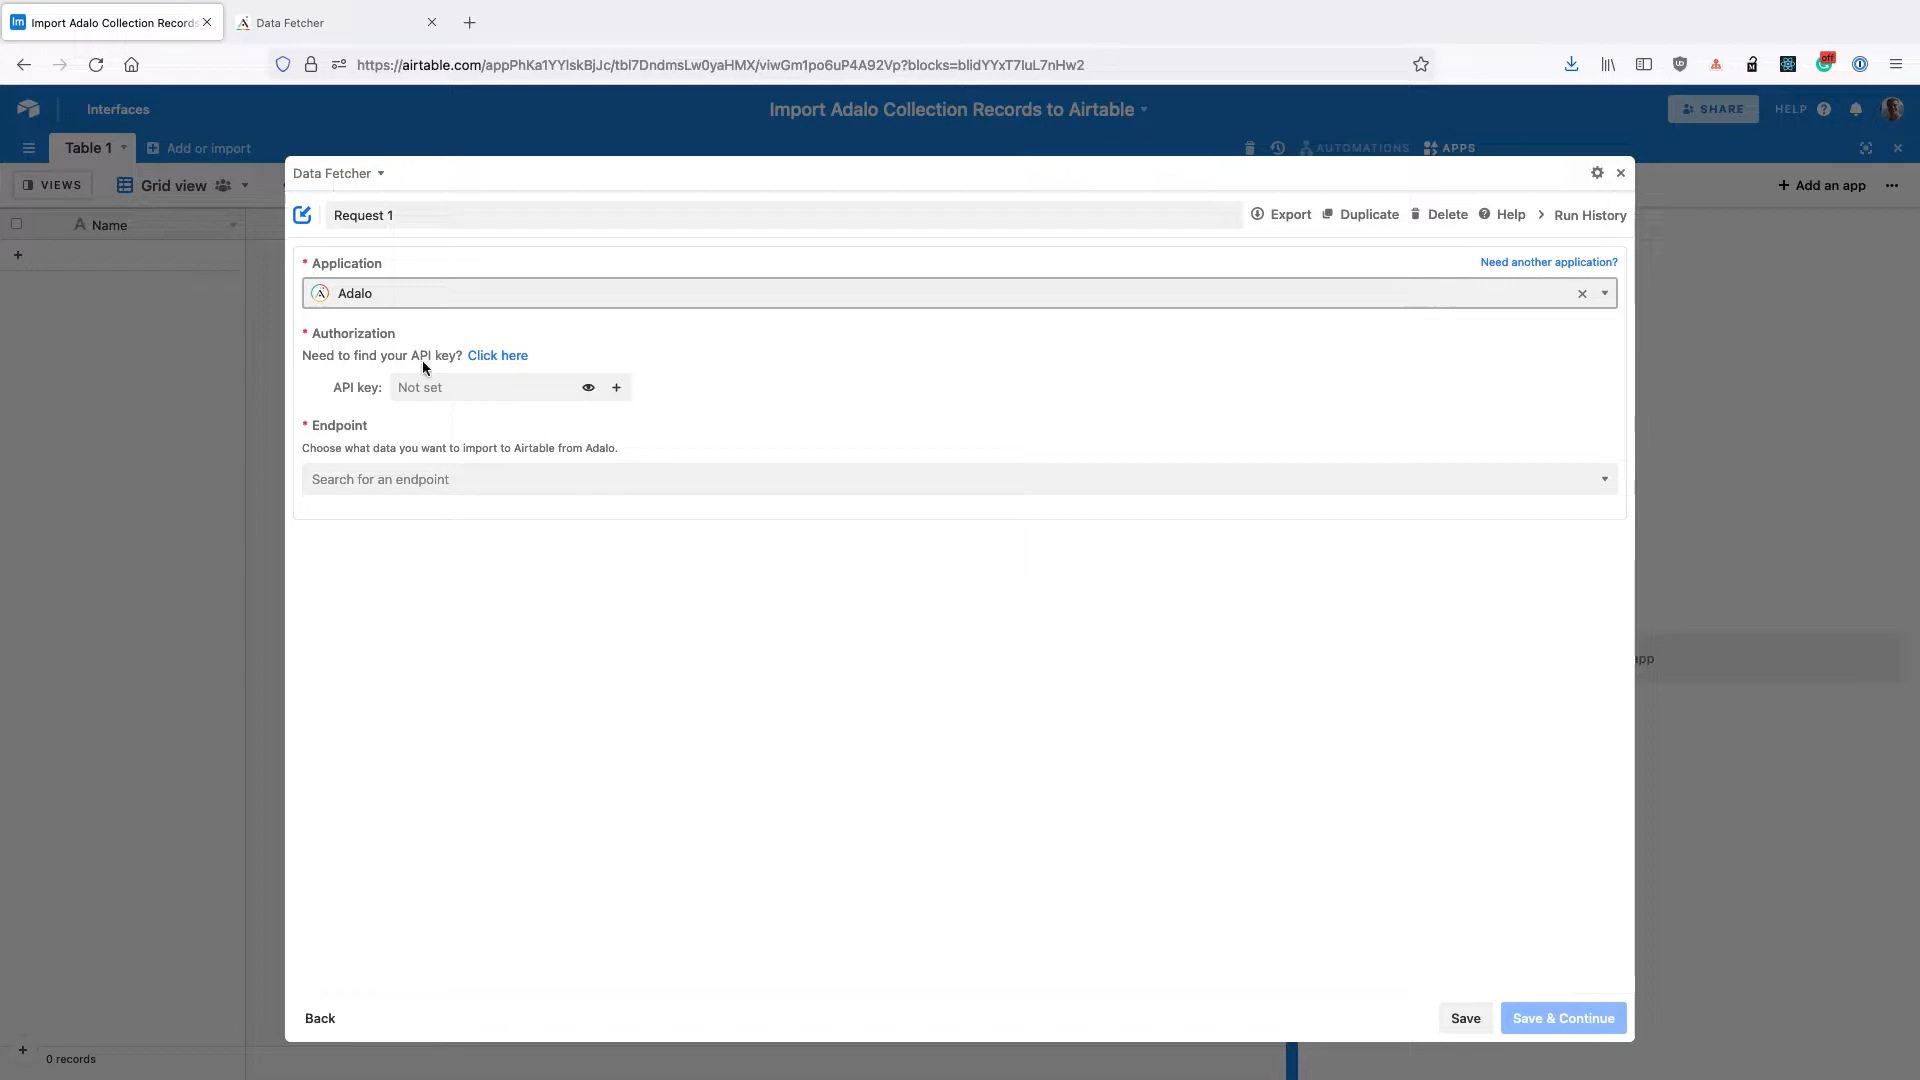 Im Import Adalo Collection Records
Data Fetcher
https://airtable.com/appPhKa1YYlskBjJc/tbl7DndmsLw0yaHMX/viwGm1po6uP4A92Vp?blocks=blidYYxT7luL7nHw2
off
Interfaces
Import Adalo Collection Records to Airtable
SHARE
HELP
Table 1
Add or import
AUTOMATIONS
APPS
VIEWS
Grid view
Add an app
Name
Data Fetcher
Request 1
Export
Duplicate
Delete
Help
Run History
* Application
Need another application?
Adalo
* Authorization
Need to find your API key? Click here
API key: Not set
* Endpoint
Choose what data you want to import to Airtable from Adalo.
Search for an endpoint
app
Back
Save
Save & Continue
0 records